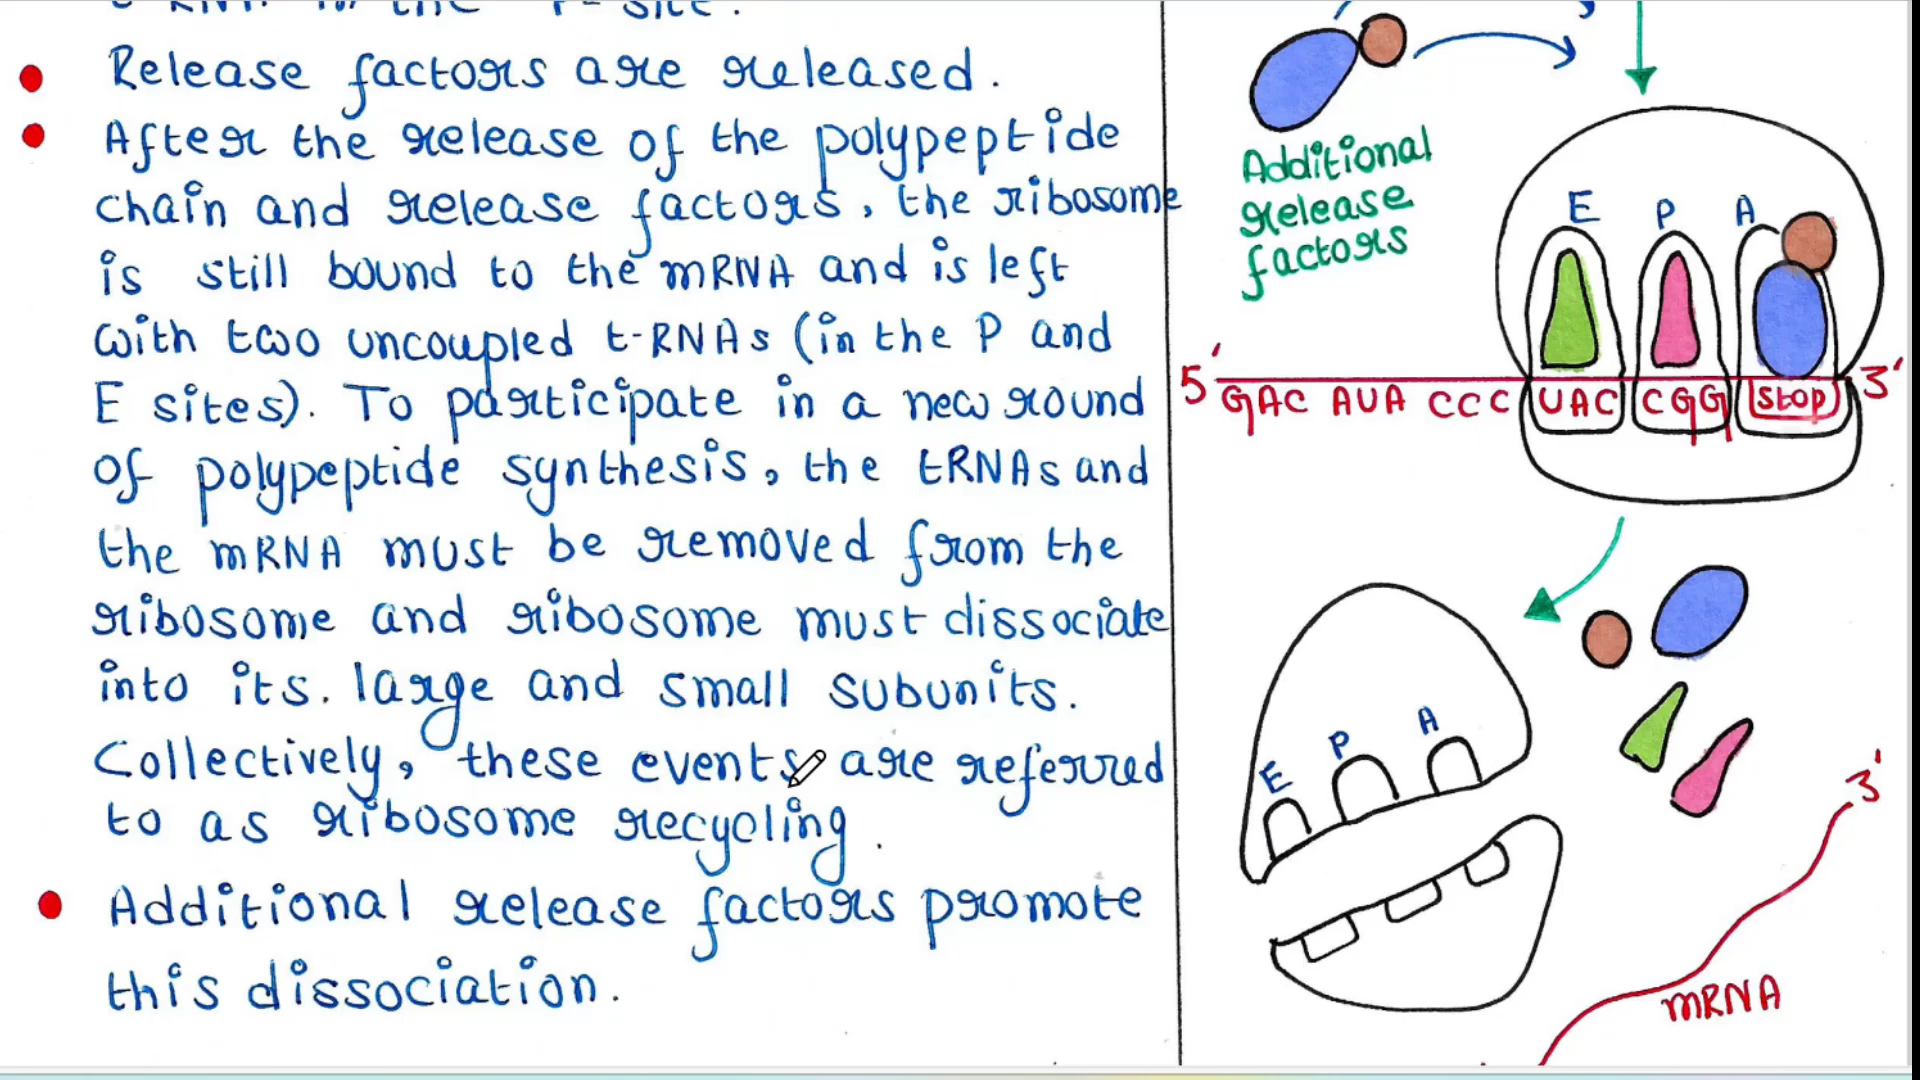 Release factors are released.
After the release of the polypeptide
chain and release factors, the ribosome
is still bound to the mRNA and is left
with two uncoupled t-RNAs (in the P and
E sites). To participate in a new round
of polypeptide synthesis, the tRNAs and
the mRNA must be removed from the
ribosome and ribosome must dissociate
into its. large and small subunits.
Collectively, these events are referred
to as ribosome recycling.
Additional release factors promote
this dissociation.
Additional
release
factors
E P A
5' GAC AUA CCC UAC CGG Stop 3'
E P A
3'
mRNA